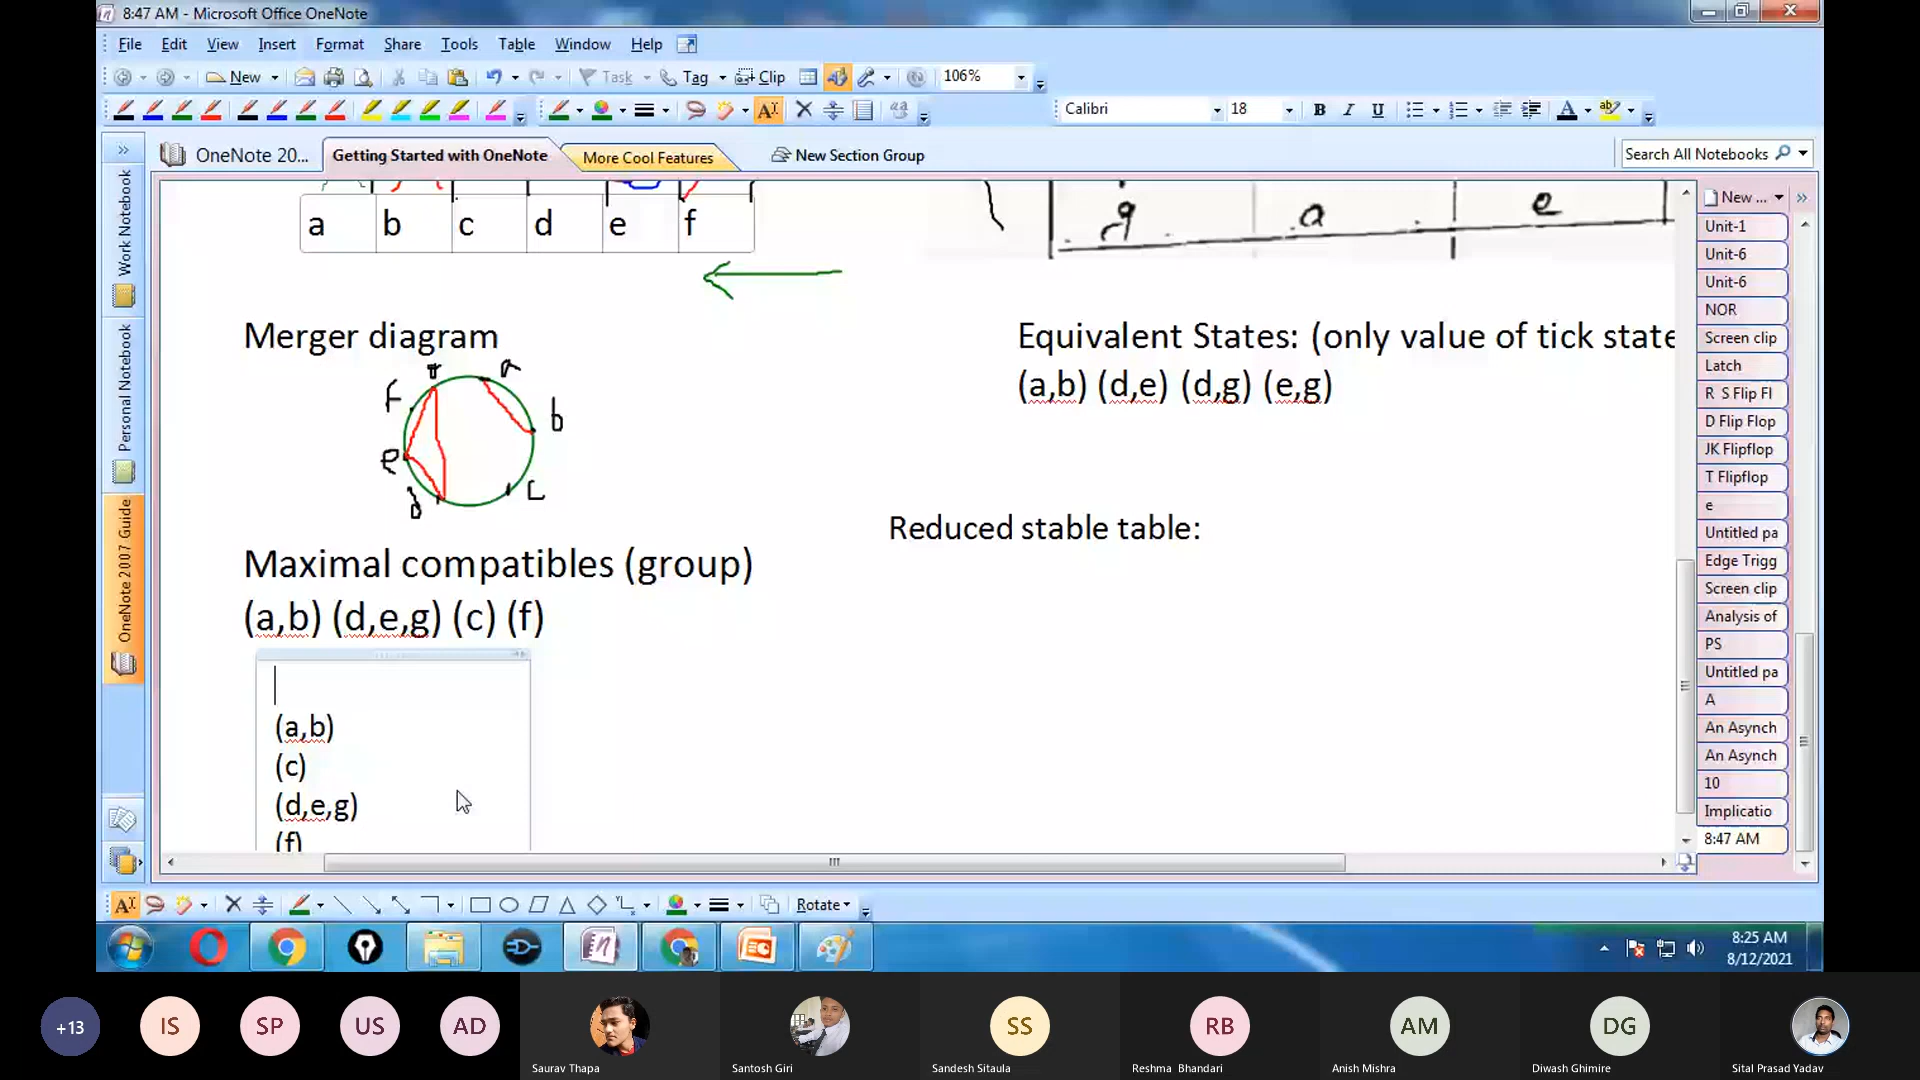 8:47 AM - Microsoft Office OneNote
File Edit View Insert Format Share Tools Table Window Help
New Task Tag Clip 106%
Calibri 18 B I U A ab
OneNote 20... Getting Started with OneNote More Cool Features New Section Group Search All Notebooks
Work Notebook
Personal Notebook
OneNote 2007 Guide
a b c d e f
g a e
Merger diagram
a
f
b
e
c
D
Maximal compatibles (group)
(a,b) (d,e,g) (c) (f)
(a,b)
(c)
(d,e,g)
(f)
Equivalent States: (only value of tick state
(a,b) (d,e) (d,g) (e,g)
Reduced stable table:
New ...
Unit-1
Unit-6
Unit-6
NOR
Screen clip
Latch
R S Flip Fl
D Flip Flop
JK Flipflop
T Flipflop
e
Untitled pa
Edge Trigg
Screen clip
Analysis of
PS
Untitled pa
A
An Asynch
An Asynch
10
Implicatio
8:47 AM
Rotate
8:25 AM
8/12/2021
+13 IS SP US AD SS RB AM DG
Saurav Thapa Santosh Giri Sandesh Sitaula Reshma Bhandari Anish Mishra Diwash Ghimire Sital Prasad Yadav